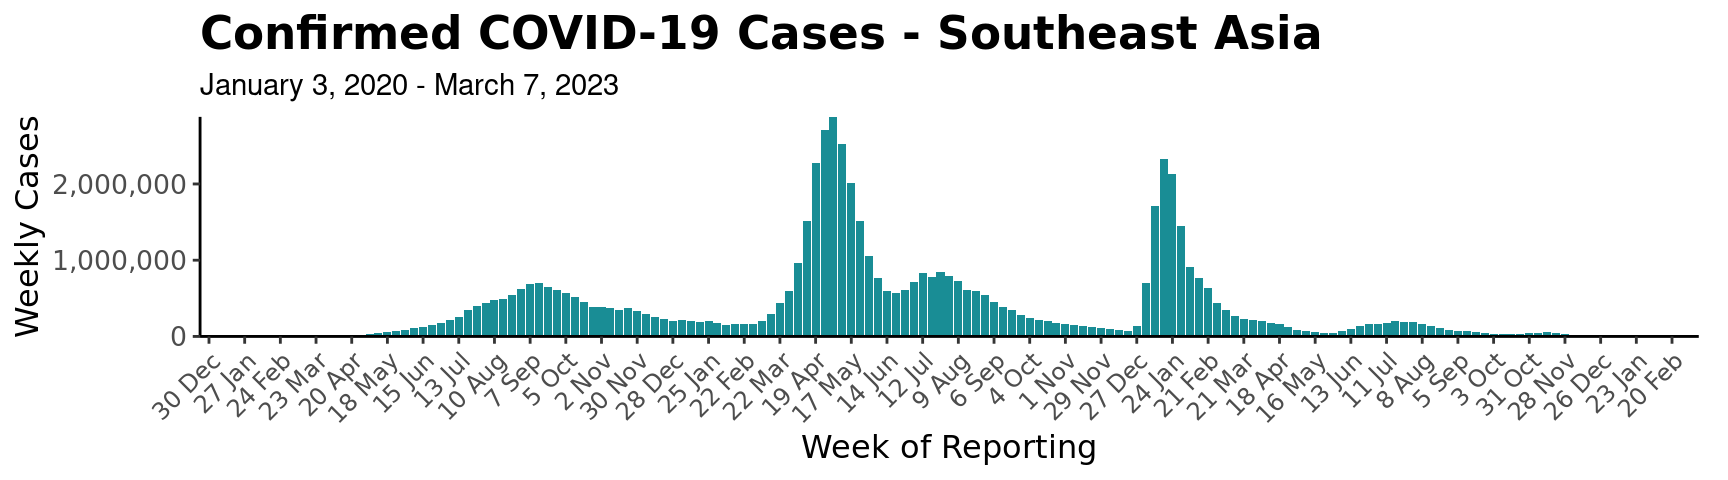 Confirmed COVID-19 Cases - Southeast Asia
January 3, 2020 - March 7, 2023
Weekly Cases
2,000,000
1,000,000
0
30 Dec
27 Jan
24 Feb
23 Mar
20 Apr
18 May
15 Jun
13 Jul
10 Aug
7 Sep
5 Oct
2 Nov
30 Nov
28 Dec
25 Jan
22 Feb
22 Mar
19 Apr
17 May
14 Jun
12 Jul
9 Aug
6 Sep
4 Oct
1 Nov
29 Nov
27 Dec
24 Jan
21 Feb
21 Mar
18 Apr
16 May
13 Jun
11 Jul
8 Aug
5 Sep
3 Oct
31 Oct
28 Nov
26 Dec
23 Jan
20 Feb
Week of Reporting